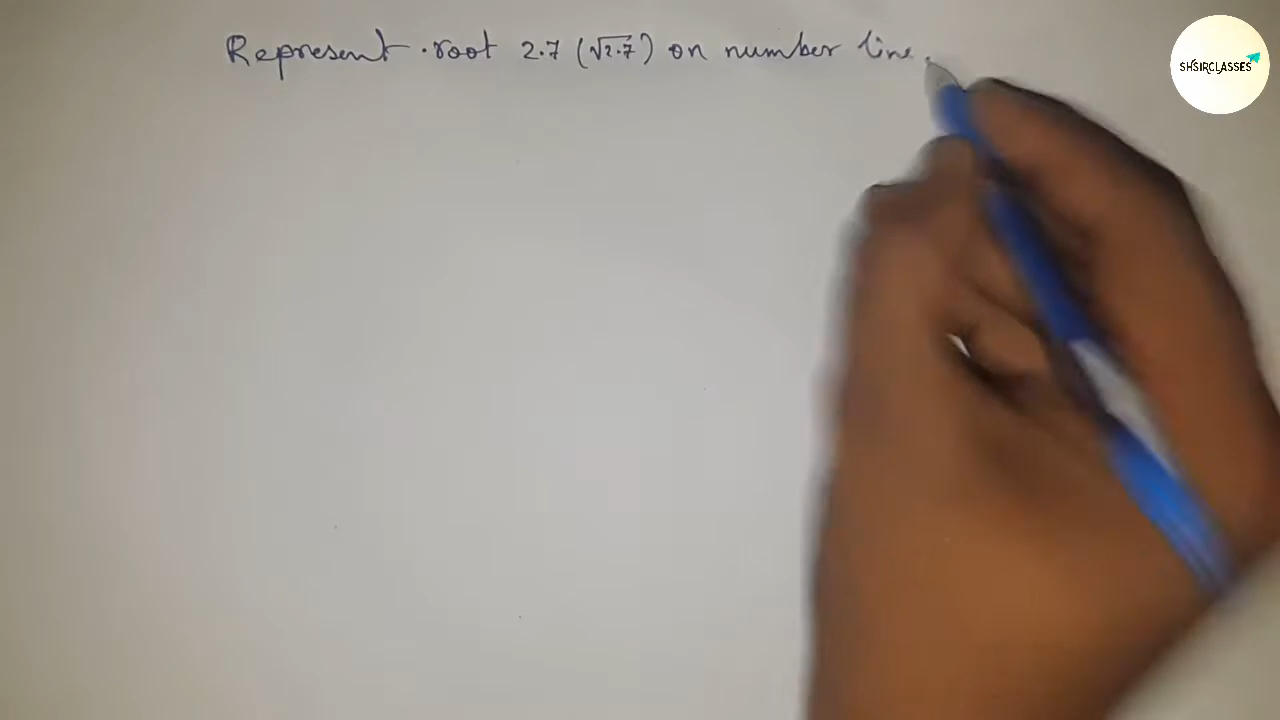 Represent root 2.7 (√2.7) on number line.
SHSIRCLASSES